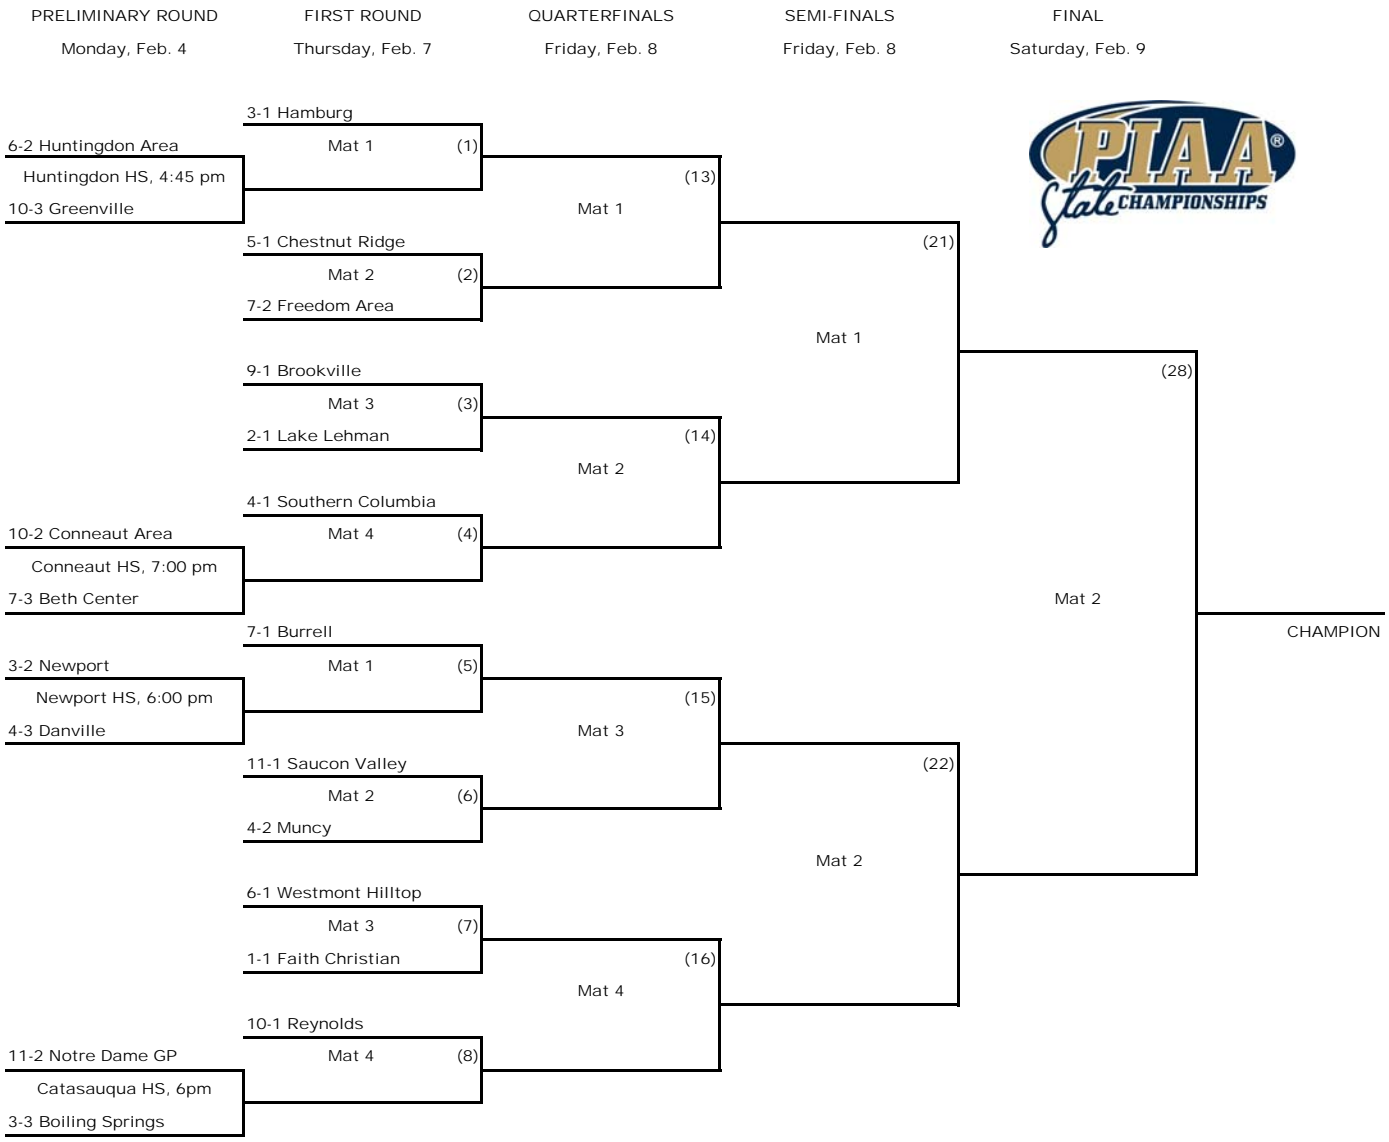 PRELIMINARY ROUND FIRST ROUND QUARTERFINALS SEMI-FINALS FINAL
Monday, Feb. 4 Thursday, Feb. 7 Friday, Feb. 8 Friday, Feb. 8 Saturday, Feb. 9
PIAA®
State CHAMPIONSHIPS
3-1 Hamburg
6-2 Huntingdon Area Mat 1 (1)
Huntingdon HS, 4:45 pm (13)
10-3 Greenville Mat 1
5-1 Chestnut Ridge (21)
Mat 2 (2)
7-2 Freedom Area
Mat 1
9-1 Brookville (28)
Mat 3 (3)
2-1 Lake Lehman (14)
Mat 2
4-1 Southern Columbia
10-2 Conneaut Area Mat 4 (4)
Conneaut HS, 7:00 pm
7-3 Beth Center Mat 2
7-1 Burrell CHAMPION
3-2 Newport Mat 1 (5)
Newport HS, 6:00 pm (15)
4-3 Danville Mat 3
11-1 Saucon Valley (22)
Mat 2 (6)
4-2 Muncy
Mat 2
6-1 Westmont Hilltop
Mat 3 (7)
1-1 Faith Christian (16)
Mat 4
10-1 Reynolds
11-2 Notre Dame GP Mat 4 (8)
Catasauqua HS, 6pm
3-3 Boiling Springs